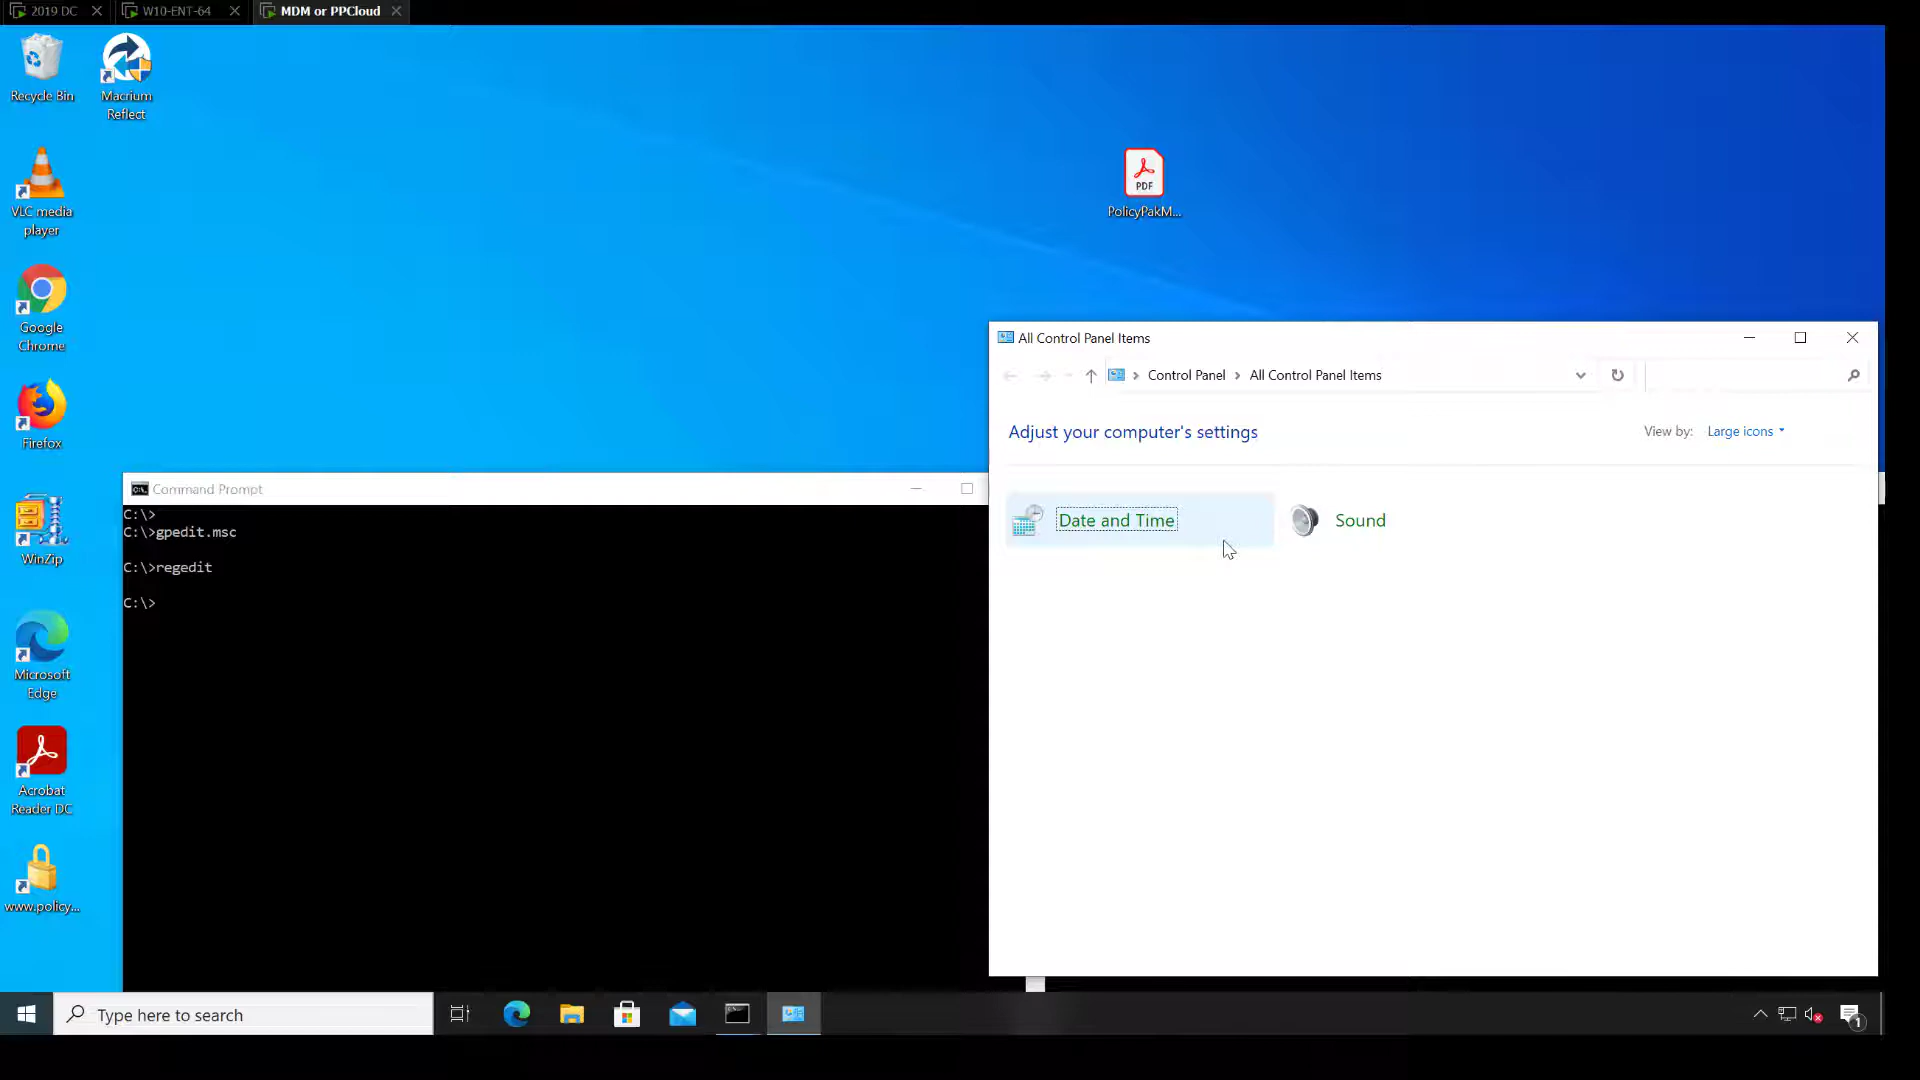 2019 DC
W10-ENT-64
MDM or PPCloud
Recycle Bin
Macrium
Reflect
VLC media
player
Google
Chrome
Firefox
WinZip
Microsoft
Edge
Acrobat
Reader DC
www.policy...
PDF
PolicyPakM...
Command Prompt
C:\>
C:\>gpedit.msc
C:\>regedit
C:\>
All Control Panel Items
Control Panel > All Control Panel Items
Adjust your computer's settings
View by: Large icons
Date and Time
Sound
Type here to search
1